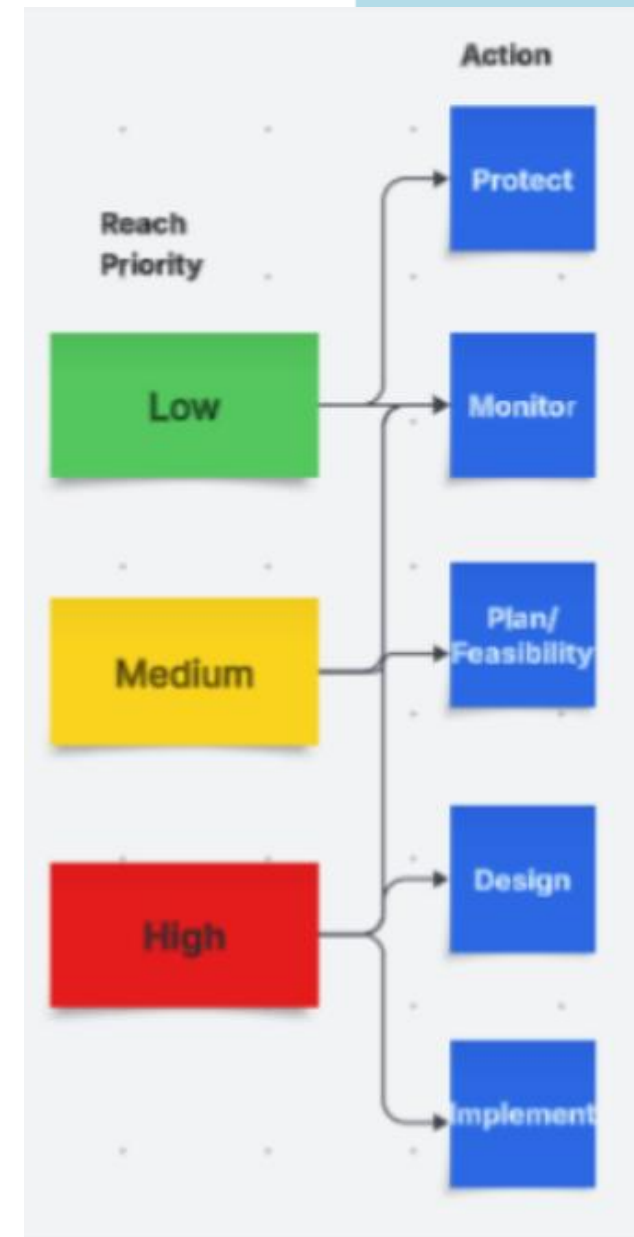 Action
Protect
Reach
Priority
Low
Monitor
Plan/
Feasibility
Medium
Design
High
Implement